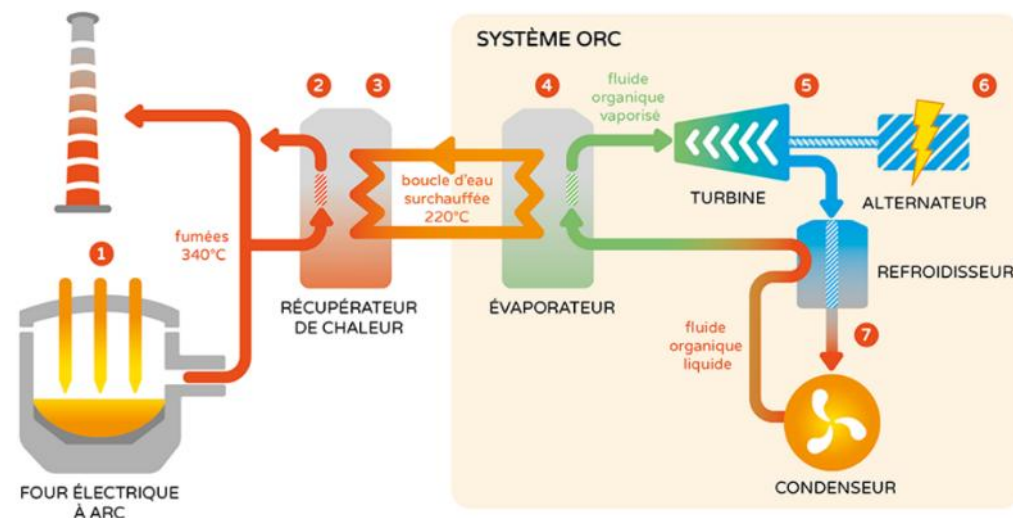 SYSTÈME ORC
2
3
4
fluide
organique
vaporisé
5
6
boucle d'eau
surchauffée
220°C
TURBINE
ALTERNATEUR
fumées
340°C
1
RÉCUPÉRATEUR
DE CHALEUR
ÉVAPORATEUR
REFROIDISSEUR
fluide
organique
liquide
7
FOUR ÉLECTRIQUE
À ARC
CONDENSEUR